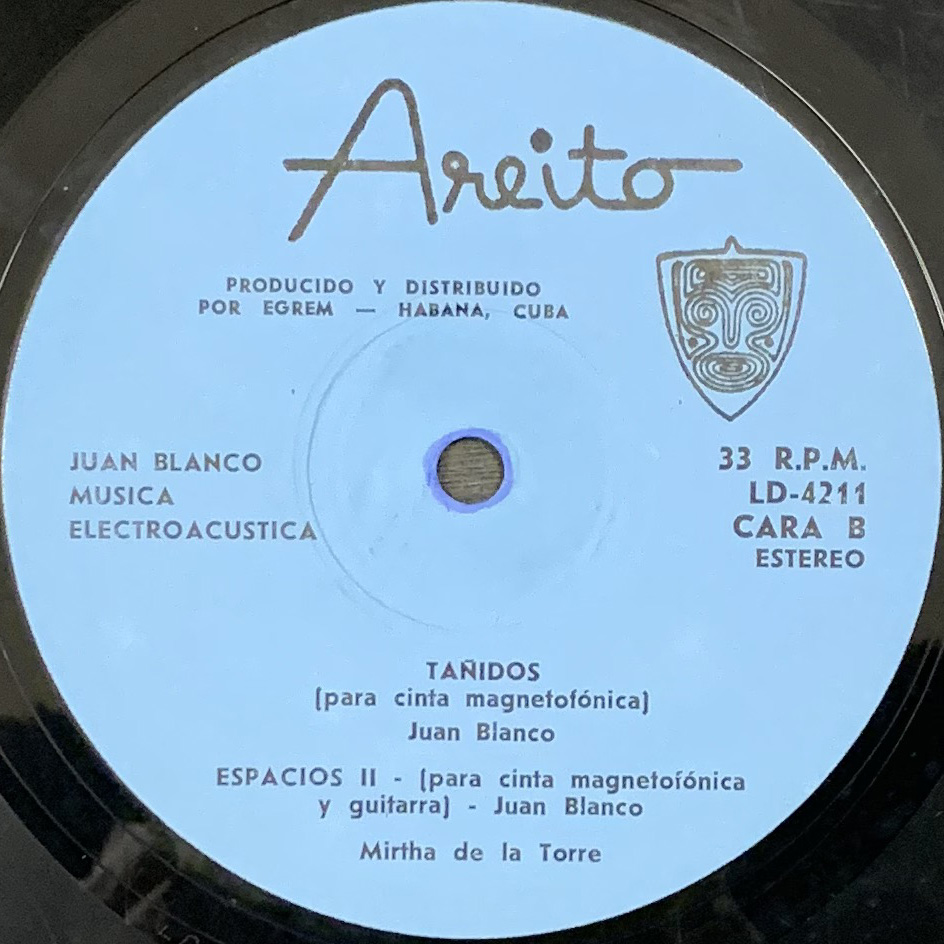 Areito
PRODUCIDO Y DISTRIBUIDO
POR EGREM — HABANA, CUBA
JUAN BLANCO
MUSICA
ELECTROACUSTICA
33 R.P.M.
LD-4211
CARA B
ESTEREO
TAÑIDOS
(para cinta magnetofónica)
Juan Blanco
ESPACIOS II - (para cinta magnetofónica
y guitarra) - Juan Blanco
Mirtha de la Torre